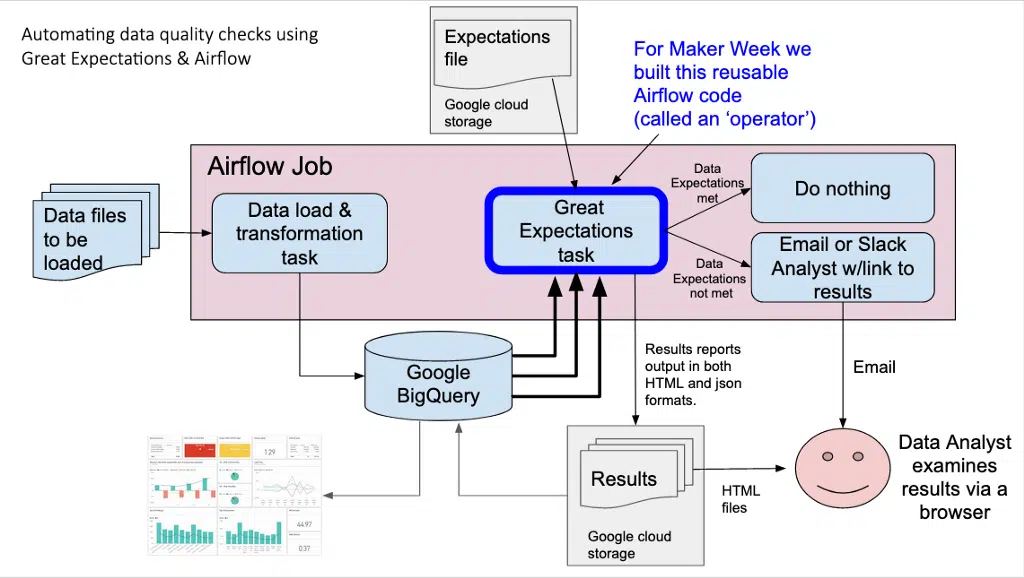 Automating data quality checks using
Great Expectations & Airflow
Expectations
file
Google cloud
storage
For Maker Week we
built this reusable
Airflow code
(called an ‘operator’)
Airflow Job
Data files
to be
loaded
Data load &
transformation
task
Great
Expectations
task
Data
Expectations
met
Do nothing
Data
Expectations
not met
Email or Slack
Analyst w/link to
results
Google
BigQuery
Results reports
output in both
HTML and json
formats.
Email
Results
Google cloud
storage
HTML
files
Data Analyst
examines
results via a
browser
129
44.97
0.37